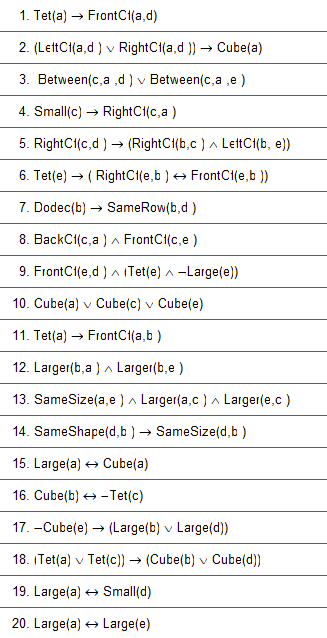 1. Tet(a) → FrontOf(a,d)
2. (LeftOf(a,d ) ∨ RightOf(a,d )) → Cube(a)
3. Between(c,a ,d ) ∨ Between(c,a ,e )
4. Small(c) → RightOf(c,a )
5. RightOf(c,d ) → (RightOf(b,c ) ∧ LeftOf(b, e))
6. Tet(e) → ( RightOf(e,b ) ↔ FrontOf(e,b ))
7. Dodec(b) → SameRow(b,d )
8. BackOf(c,a ) ∧ FrontOf(c,e )
9. FrontOf(e,d ) ∧ (Tet(e) ∧ ¬Large(e))
10. Cube(a) ∨ Cube(c) ∨ Cube(e)
11. Tet(a) → FrontOf(a,b )
12. Larger(b,a ) ∧ Larger(b,e )
13. SameSize(a,e ) ∧ Larger(a,c ) ∧ Larger(e,c )
14. SameShape(d,b ) → SameSize(d,b )
15. Large(a) ↔ Cube(a)
16. Cube(b) ↔ ¬Tet(c)
17. ¬Cube(e) → (Large(b) ∨ Large(d))
18. (Tet(a) ∨ Tet(c)) → (Cube(b) ∨ Cube(d))
19. Large(a) ↔ Small(d)
20. Large(a) ↔ Large(e)